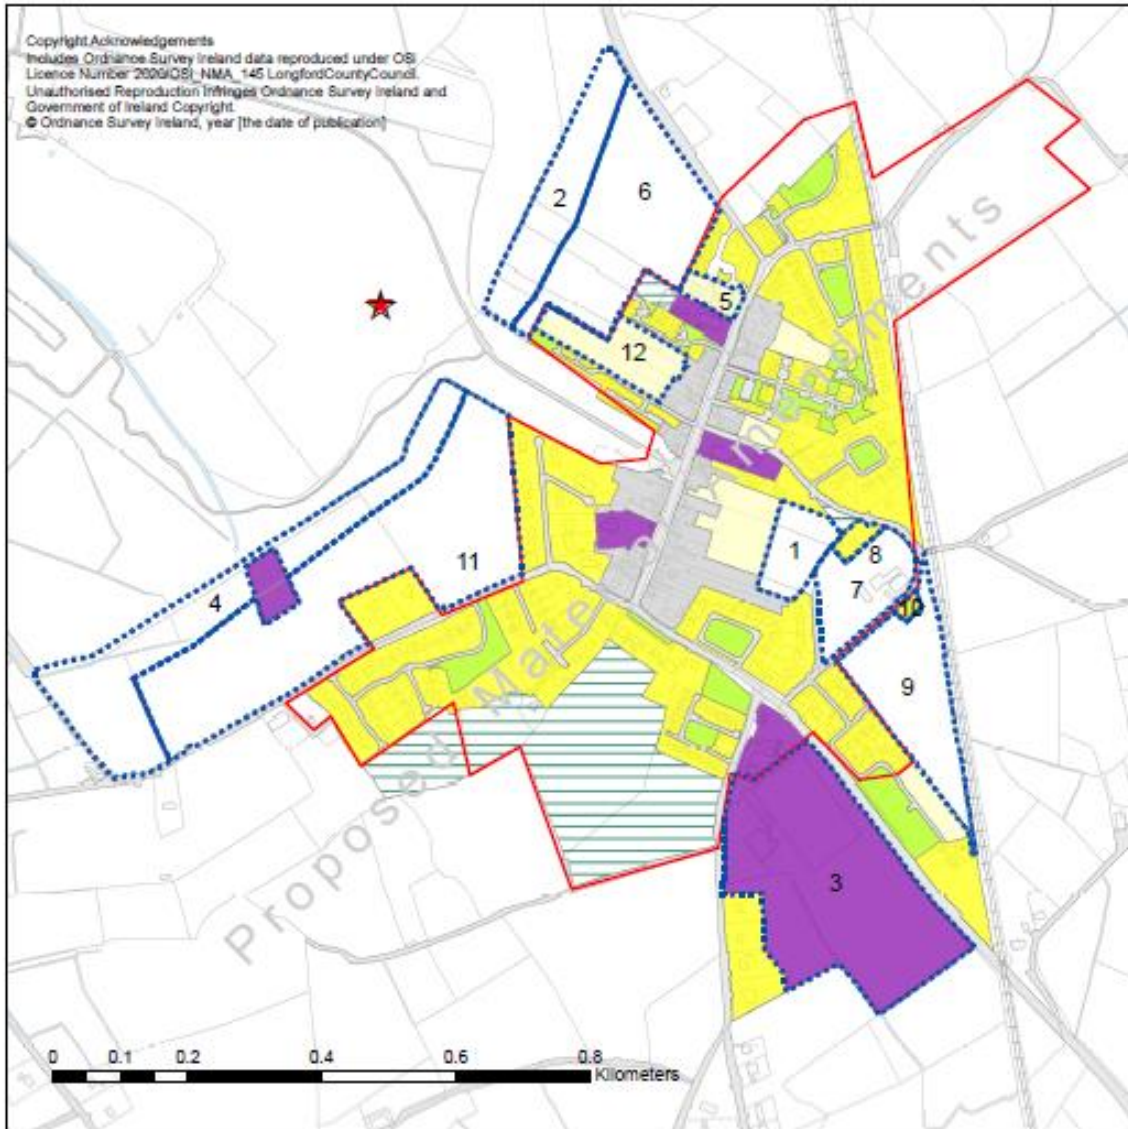 Copyright Acknowledgements
Includes Ordnance Survey Ireland data reproduced under OSi
Licence Number 2020/OSi_NMA_145 LongfordCountyCouncil.
Unauthorised Reproduction Infringes Ordnance Survey Ireland and
Government of Ireland Copyright.
© Ordnance Survey Ireland, year [the date of publication]
2
6
5
12
1
8
11
7
4
10
9
3
Proposed Mate
mendments
0 0.1 0.2 0.4 0.6 0.8
Kilometers